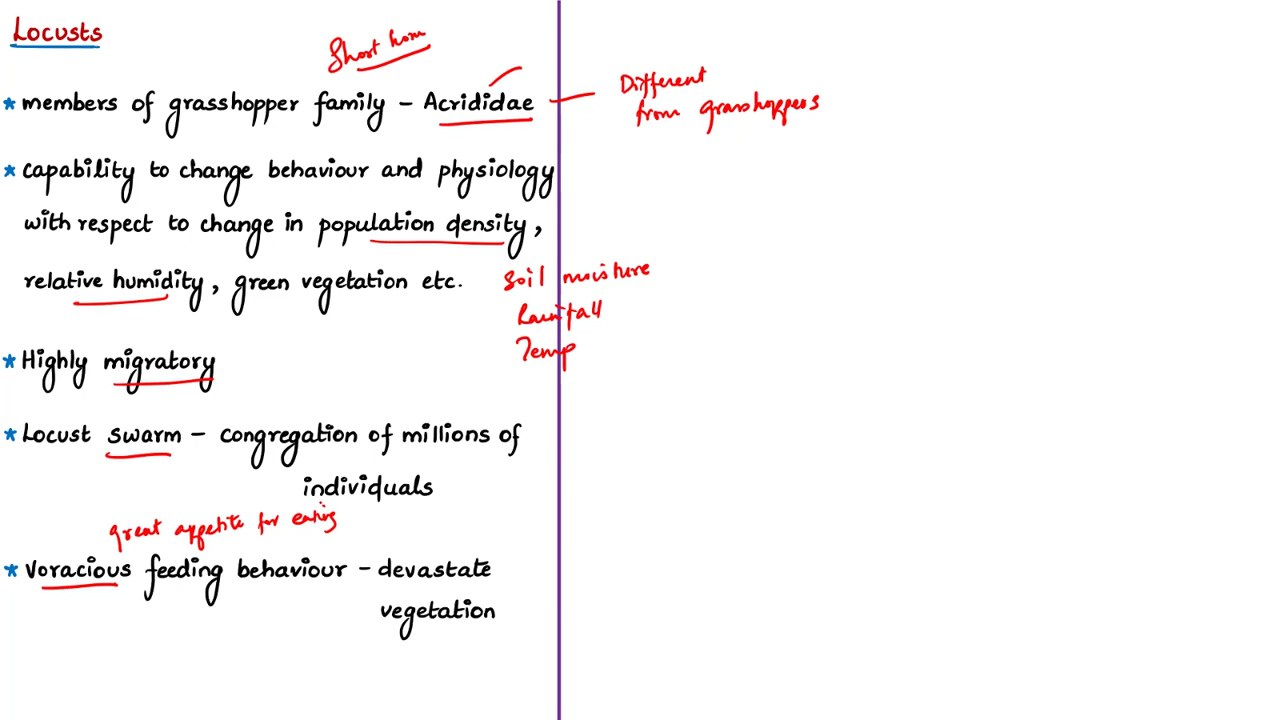 Locusts
Short horn
* members of grasshopper family - Acrididae
Different
from grasshoppers
* capability to change behaviour and physiology
with respect to change in population density,
relative humidity, green vegetation etc.
Soil moisture
Rainfall
Temp
* Highly migratory
* Locust swarm - congregation of millions of
individuals
great appetite for eating
* Voracious feeding behaviour - devastate
vegetation